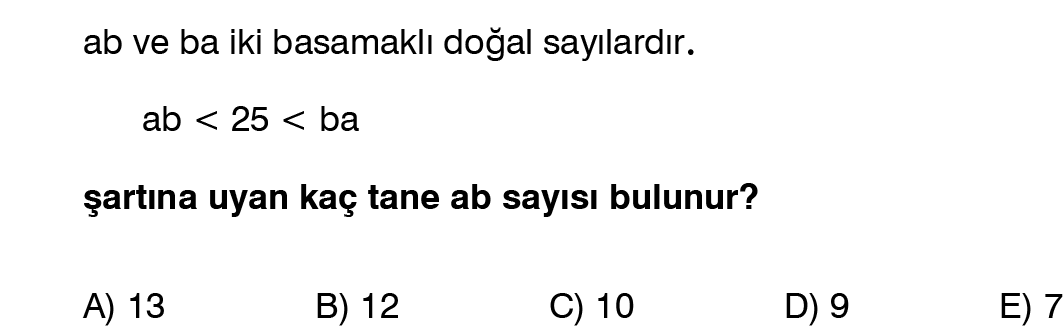 ab ve ba iki basamaklı doğal sayılardır.
ab < 25 < ba
şartına uyan kaç tane ab sayısı bulunur?
A) 13 B) 12 C) 10 D) 9 E) 7